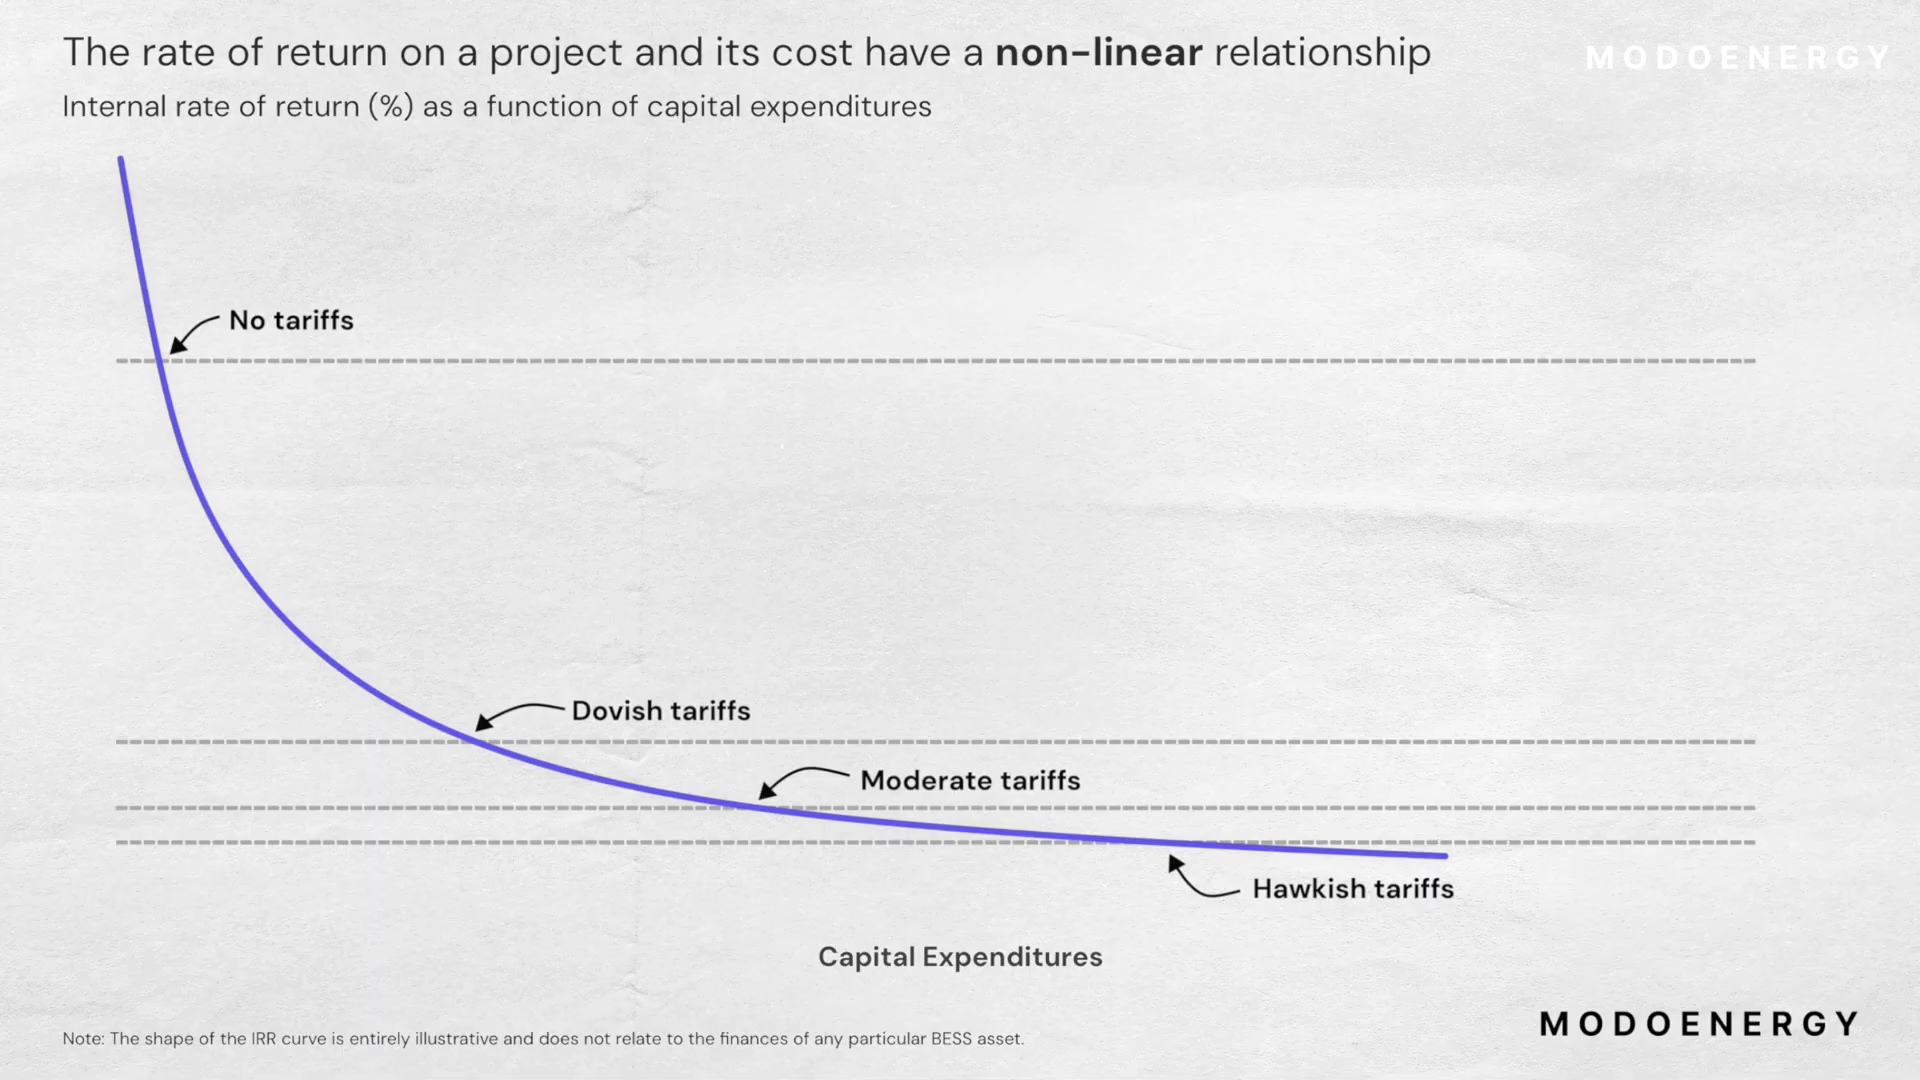 The rate of return on a project and its cost have a non-linear relationship
MODOENERGY
Internal rate of return (%) as a function of capital expenditures
No tariffs
Dovish tariffs
Moderate tariffs
Hawkish tariffs
Capital Expenditures
MODOENERGY
Note: The shape of the IRR curve is entirely illustrative and does not relate to the finances of any particular BESS asset.